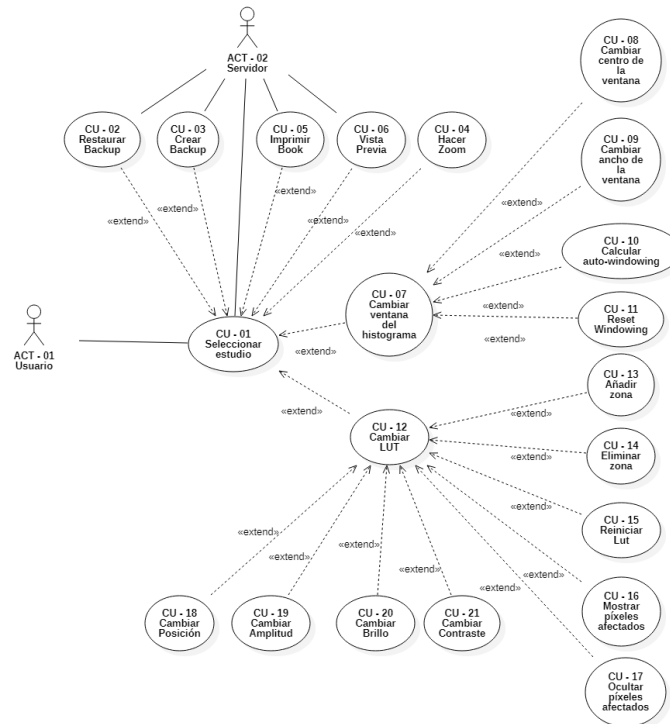 ACT - 02
Servidor
CU - 08
Cambiar
centro de
la
ventana
CU - 02
Restaurar
Backup
CU - 03
Crear
Backup
CU - 05
Imprimir
Book
CU - 06
Vista
Previa
CU - 04
Hacer
Zoom
CU - 09
Cambiar
ancho de
la
ventana
«extend»
«extend»
«extend»
«extend»
«extend»
«extend»
«extend»
CU - 10
Calcular
auto-windowing
«extend»
CU - 07
Cambiar
ventana
del
histograma
«extend»
CU - 11
Reset
Windowing
ACT - 01
Usuario
CU - 01
Seleccionar
estudio
«extend»
«extend»
CU - 13
Añadir
zona
«extend»
«extend»
CU - 12
Cambiar
LUT
CU - 14
Eliminar
zona
«extend»
«extend»
CU - 15
Reiniciar
Lut
«extend»
«extend»
«extend»
«extend»
«extend»
«extend»
CU - 18
Cambiar
Posición
CU - 19
Cambiar
Amplitud
CU - 20
Cambiar
Brillo
CU - 21
Cambiar
Contraste
CU - 16
Mostrar
píxeles
afectados
CU - 17
Ocultar
píxeles
afectados